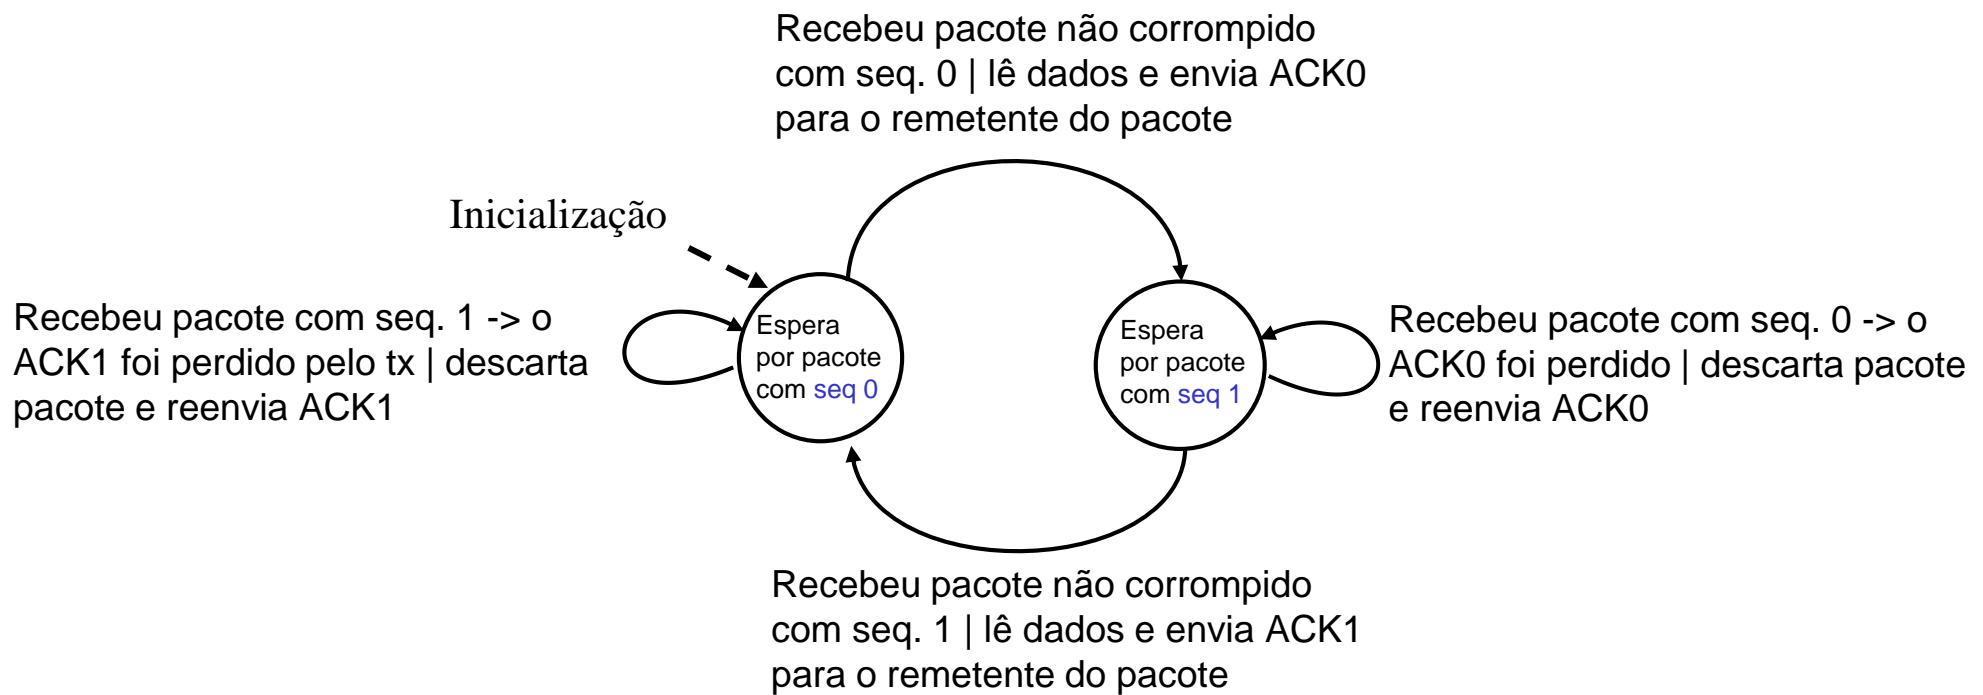 Recebeu pacote não corrompido
com seq. 0 | lê dados e envia ACK0
para o remetente do pacote
Inicialização
Recebeu pacote com seq. 1 -> o
ACK1 foi perdido pelo tx | descarta
pacote e reenvia ACK1
Espera
por pacote
com seq 0
Espera
por pacote
com seq 1
Recebeu pacote com seq. 0 -> o
ACK0 foi perdido | descarta pacote
e reenvia ACK0
Recebeu pacote não corrompido
com seq. 1 | lê dados e envia ACK1
para o remetente do pacote